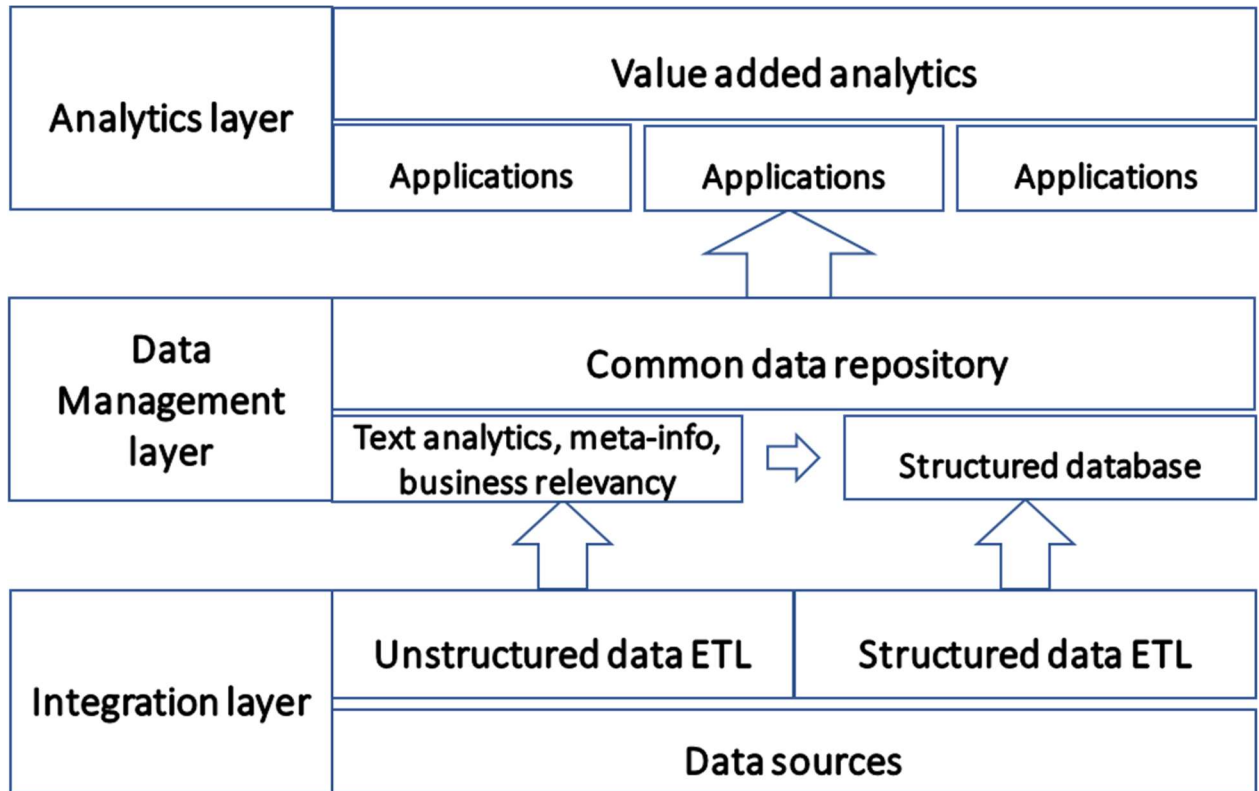 Analytics layer
Value added analytics
Applications
Applications
Applications
Data
Management
layer
Common data repository
Text analytics, meta-info,
business relevancy
Structured database
Integration layer
Unstructured data ETL
Structured data ETL
Data sources